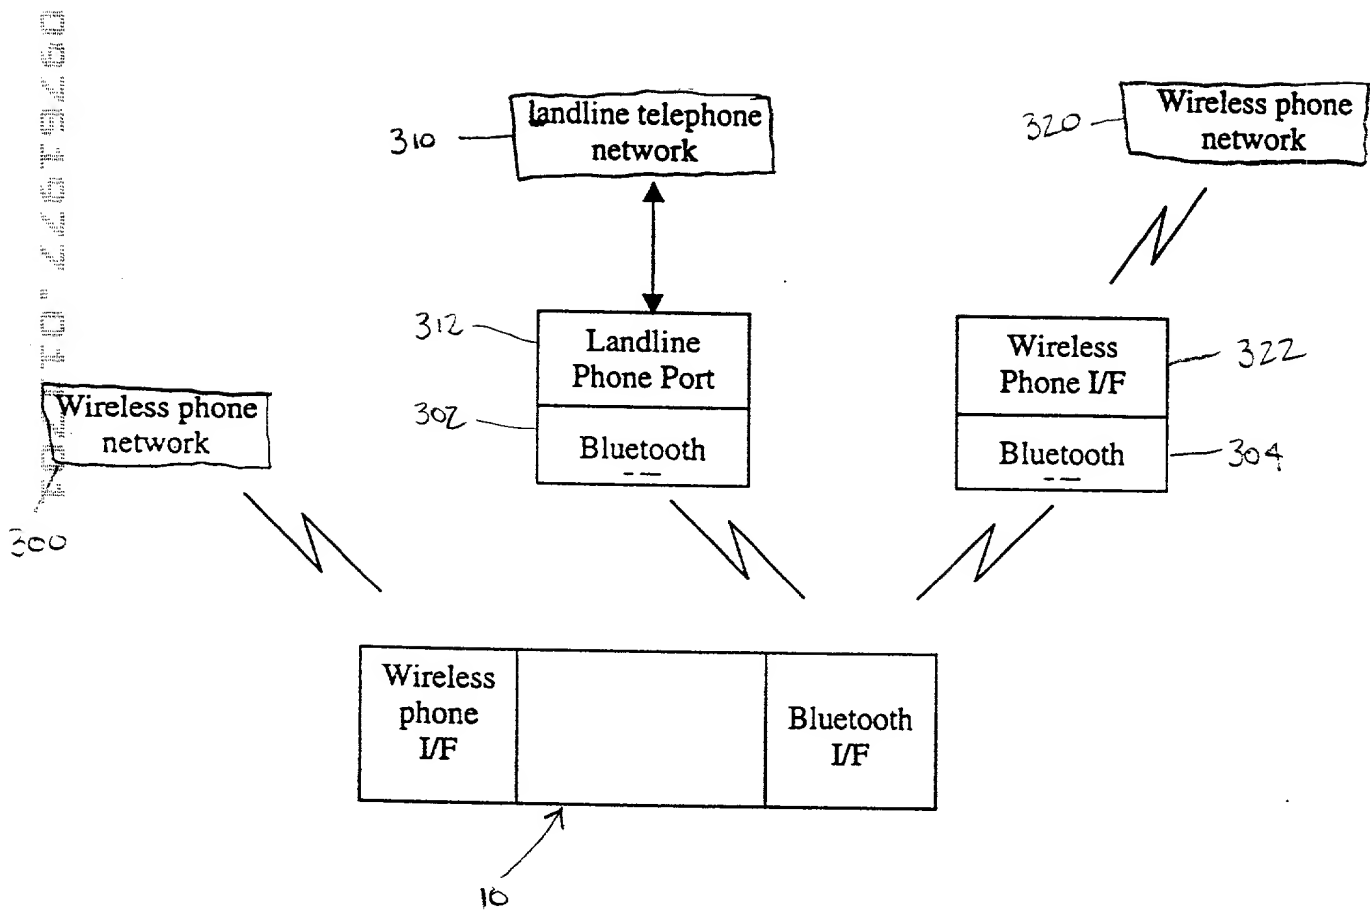 landline telephone
network
310
Wireless phone
network
320
312
Landline
Phone Port
302
Bluetooth
Wireless
Phone I/F
322
Bluetooth
304
Wireless phone
network
300
Wireless
phone
I/F
Bluetooth
I/F
10